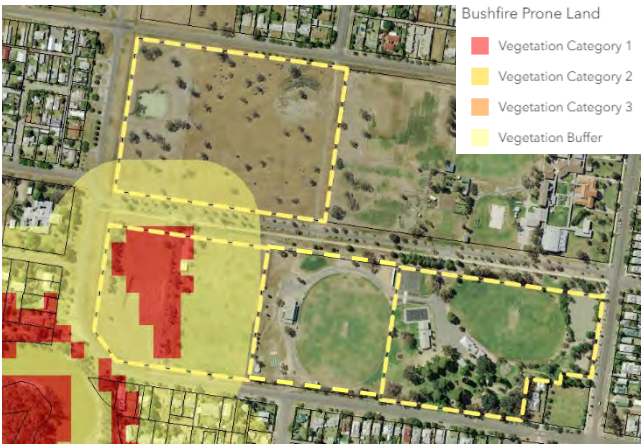 Bushfire Prone Land
Vegetation Category 1
Vegetation Category 2
Vegetation Category 3
Vegetation Buffer